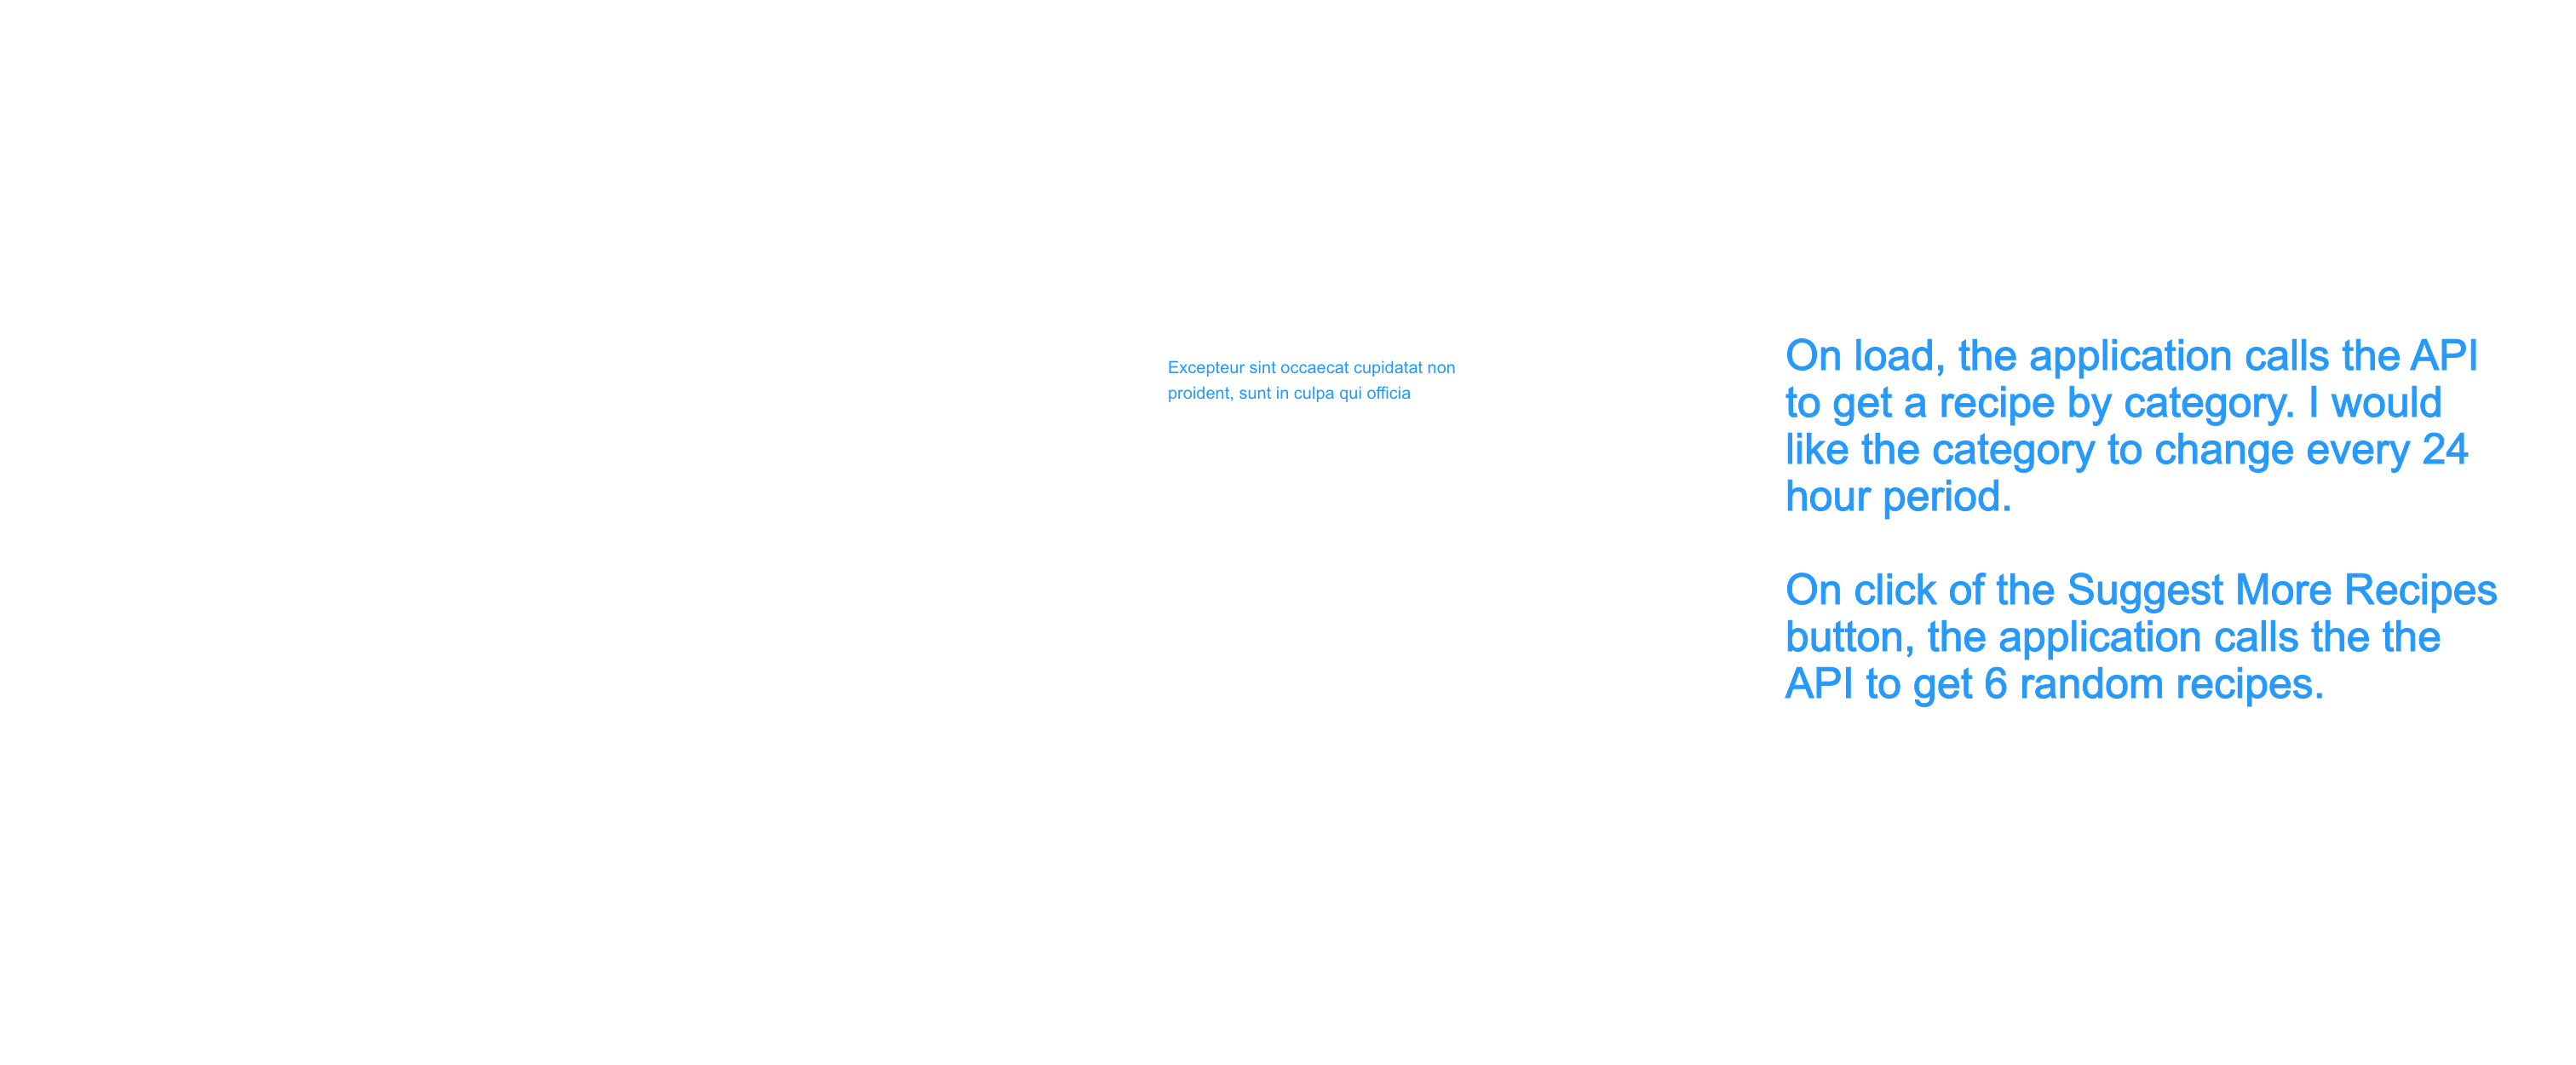 Excepteur sint occaecat cupidatat non
proident, sunt in culpa qui officia
On load, the application calls the API
to get a recipe by category. I would
like the category to change every 24
hour period.
On click of the Suggest More Recipes
button, the application calls the the
API to get 6 random recipes.